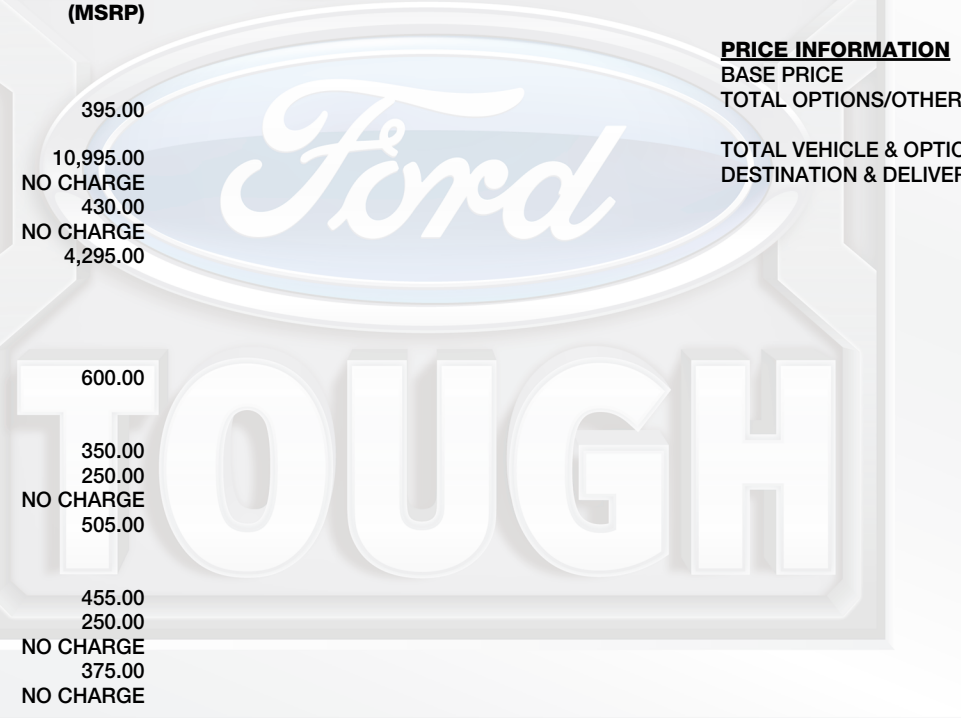 (MSRP)
395.00
10,995.00
NO CHARGE
430.00
NO CHARGE
4,295.00
600.00
350.00
250.00
NO CHARGE
505.00
455.00
250.00
NO CHARGE
375.00
NO CHARGE
PRICE INFORMATION
BASE PRICE
TOTAL OPTIONS/OTHER
TOTAL VEHICLE & OPTIO
DESTINATION & DELIVER
Ford
TOUGH